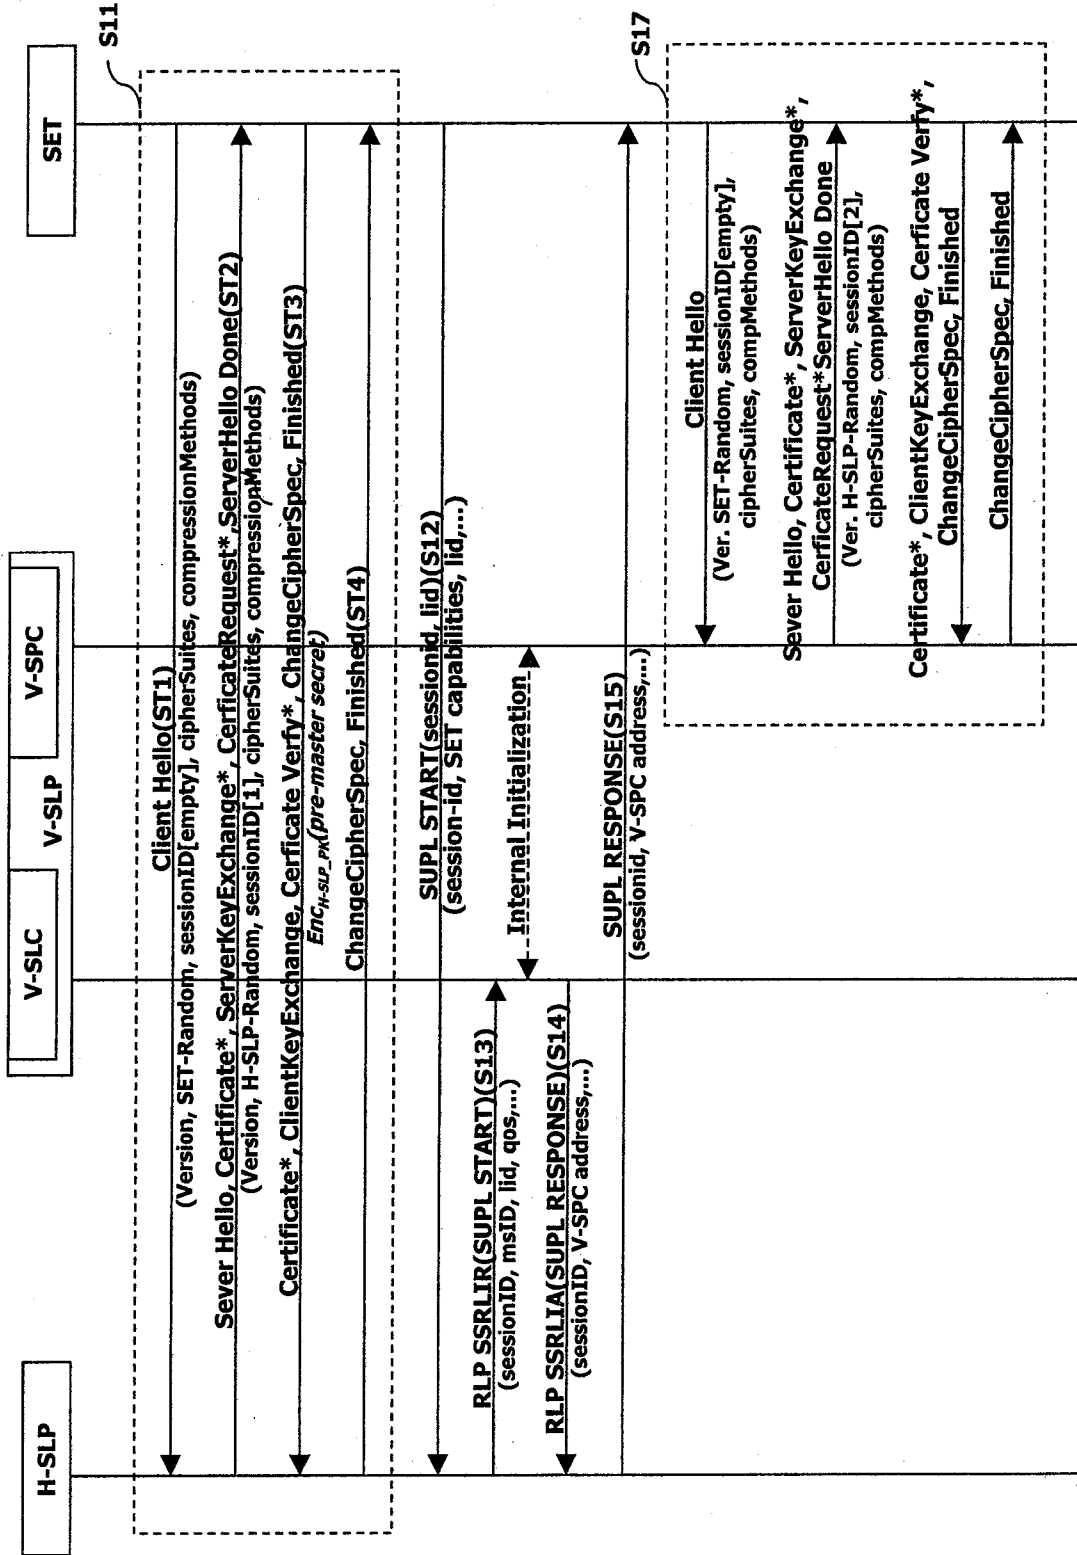 H-SLP
V-SLC
V-SLP
V-SPC
SET
S11
Client Hello(ST1)
(Version, SET-Random, sessionID[empty], cipherSuites, compressionMethods)
Sever Hello, Certificate*, ServerKeyExchange*, CerficateRequest*,ServerHello Done(ST2)
(Version, H-SLP-Random, sessionID[1], cipherSuites, compressionMethods)
Certificate*, ClientKeyExchange, Cerficate Verfy*, ChangeCipherSpec, Finished(ST3)
EncH-SLP_PK(pre-master secret)
ChangeCipherSpec, Finished(ST4)
SUPL START(sessionid, lid)(S12)
(session-id, SET capabilities, lid,...)
RLP SSRLIR(SUPL START)(S13)
(sessionID, msID, lid, qos,...)
Internal Initialization
RLP SSRLIA(SUPL RESPONSE)(S14)
(sessionID, V-SPC address,...)
SUPL RESPONSE(S15)
(sessionid, V-SPC address,...)
S17
Client Hello
(Ver. SET-Random, sessionID[empty],
cipherSuites, compMethods)
Sever Hello, Certificate*, ServerKeyExchange*,
CerficateRequest*ServerHello Done
(Ver. H-SLP-Random, sessionID[2],
cipherSuites, compMethods)
Certificate*, ClientKeyExchange, Cerficate Verfy*,
ChangeCipherSpec, Finished
ChangeCipherSpec, Finished